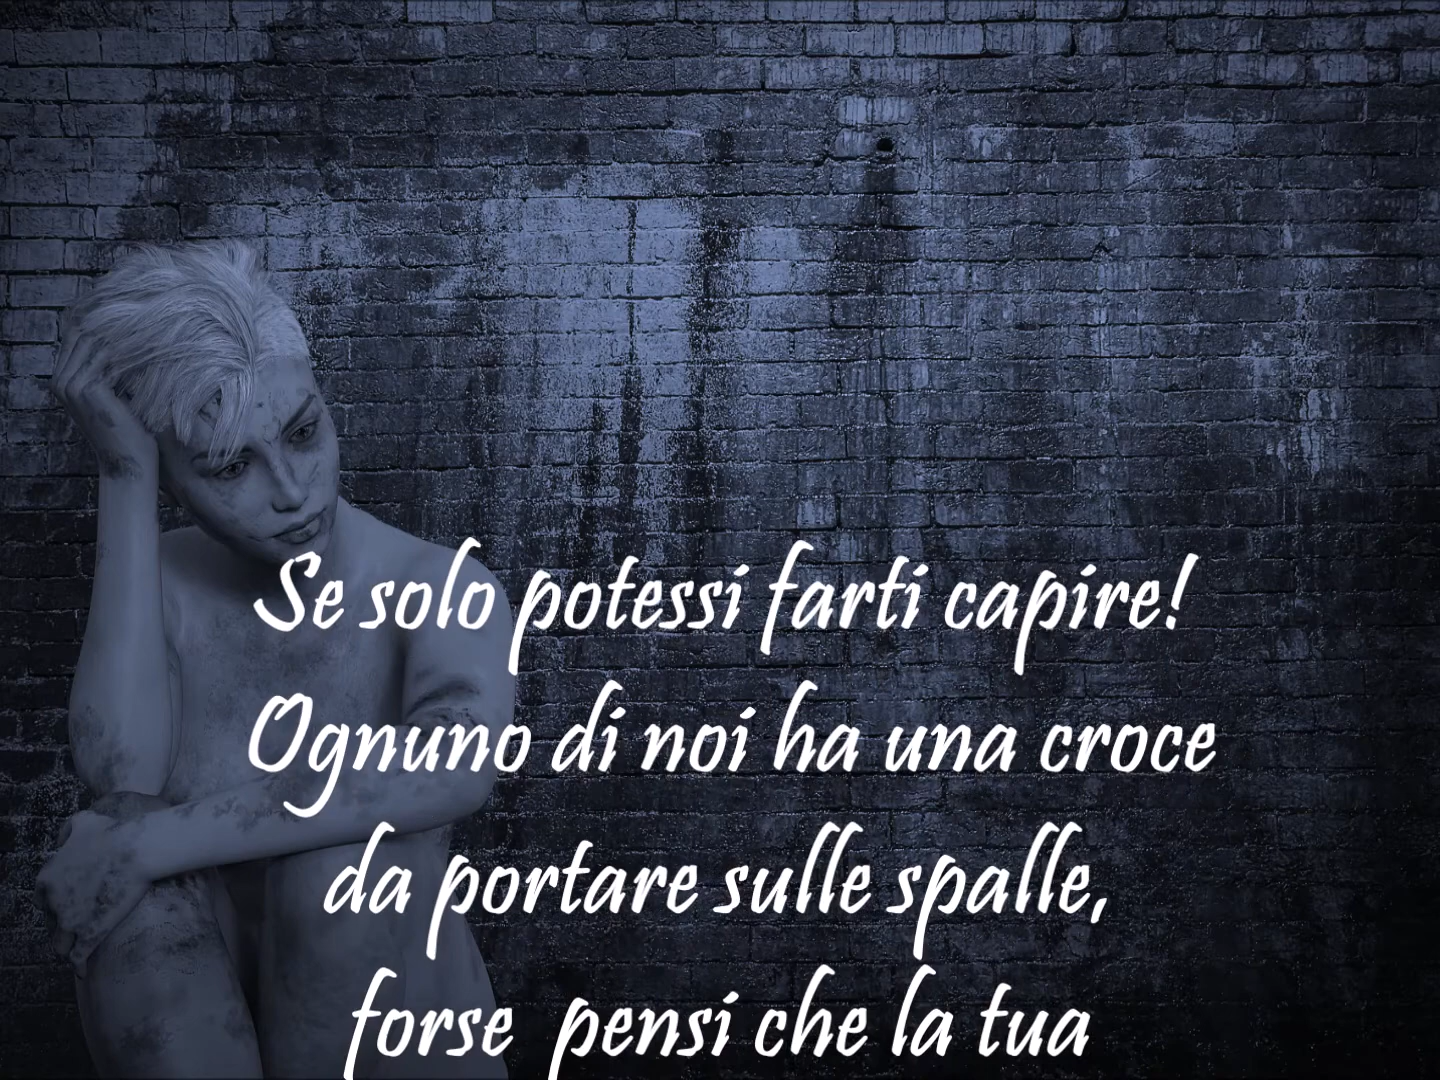 Se solo potessi farti capire!
Ognuno di noi ha una croce
da portare sulle spalle,
forse pensi che la tua